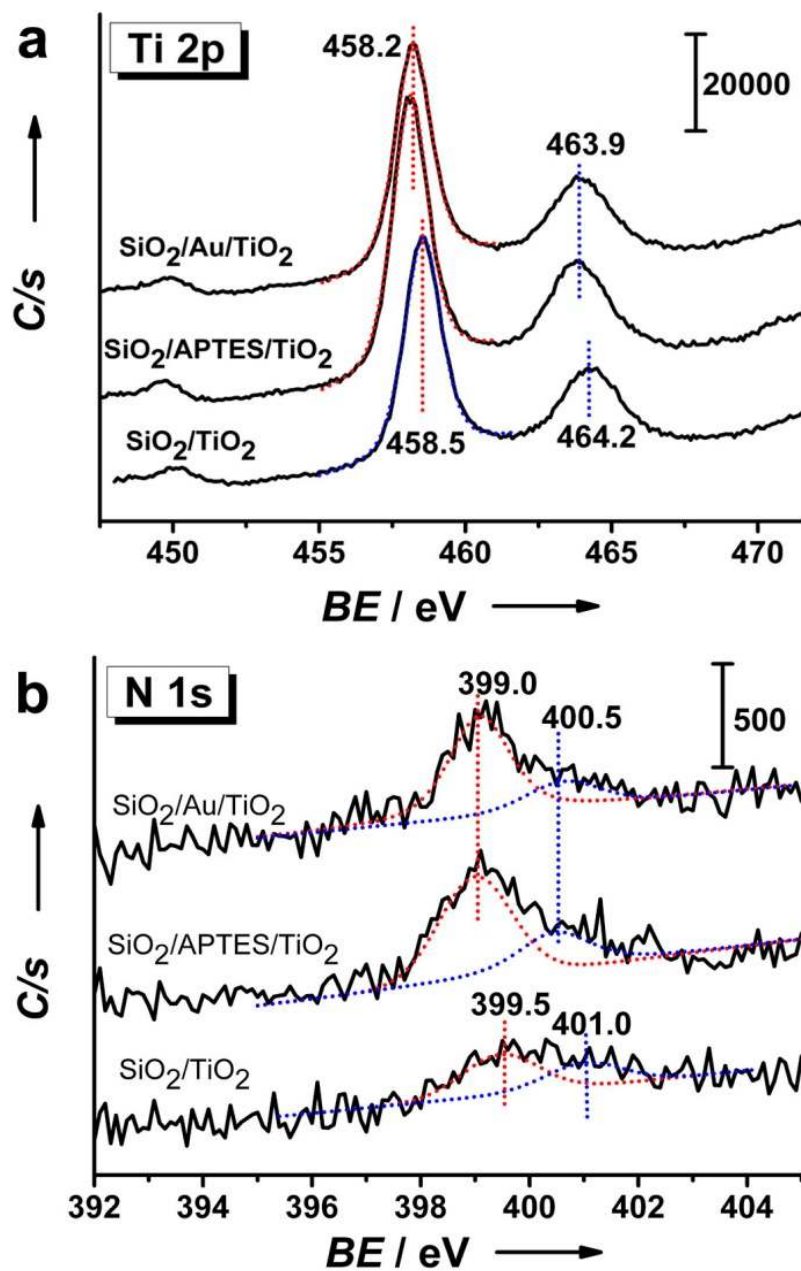 a
Ti 2p
458.2
20000
463.9
SiO₂/Au/TiO₂
SiO₂/APTES/TiO₂
SiO₂/TiO₂
458.5
464.2
C/s
450 455 460 465 470
BE / eV
b
N 1s
399.0
400.5
500
SiO₂/Au/TiO₂
SiO₂/APTES/TiO₂
399.5
401.0
SiO₂/TiO₂
C/s
392 394 396 398 400 402 404
BE / eV